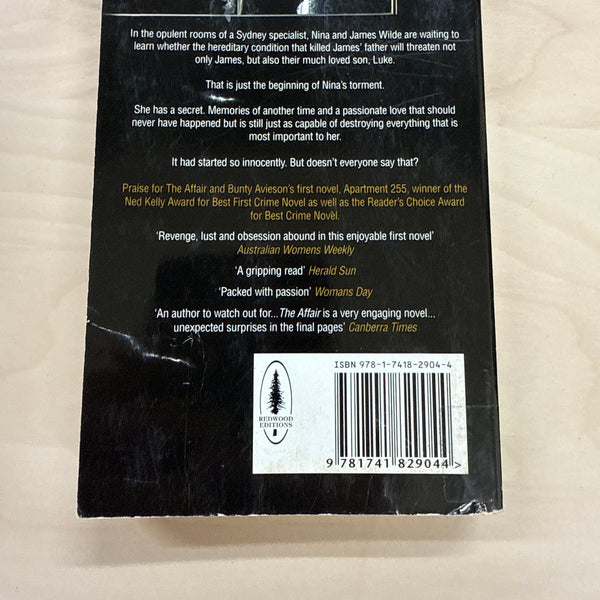 In the opulent rooms of a Sydney specialist, Nina and James Wilde are waiting to
learn whether the hereditary condition that killed James' father will threaten not
only James, but also their much loved son, Luke.
That is just the beginning of Nina's torment.
She has a secret. Memories of another time and a passionate love that should
never have happened but is still just as capable of destroying everything that is
most important to her.
It had started so innocently. But doesn't everyone say that?
Praise for The Affair and Bunty Avieson's first novel, Apartment 255, winner of the
Ned Kelly Award for Best First Crime Novel as well as the Reader's Choice Award
for Best Crime Novel.
'Revenge, lust and obsession abound in this enjoyable first novel'
Australian Womens Weekly
'A gripping read' Herald Sun
'Packed with passion' Womans Day
'An author to watch out for...The Affair is a very engaging novel...
unexpected surprises in the final pages' Canberra Times
ISBN 978-1-7418-2904-4
REDWOOD
EDITIONS
9 781741 829044 >